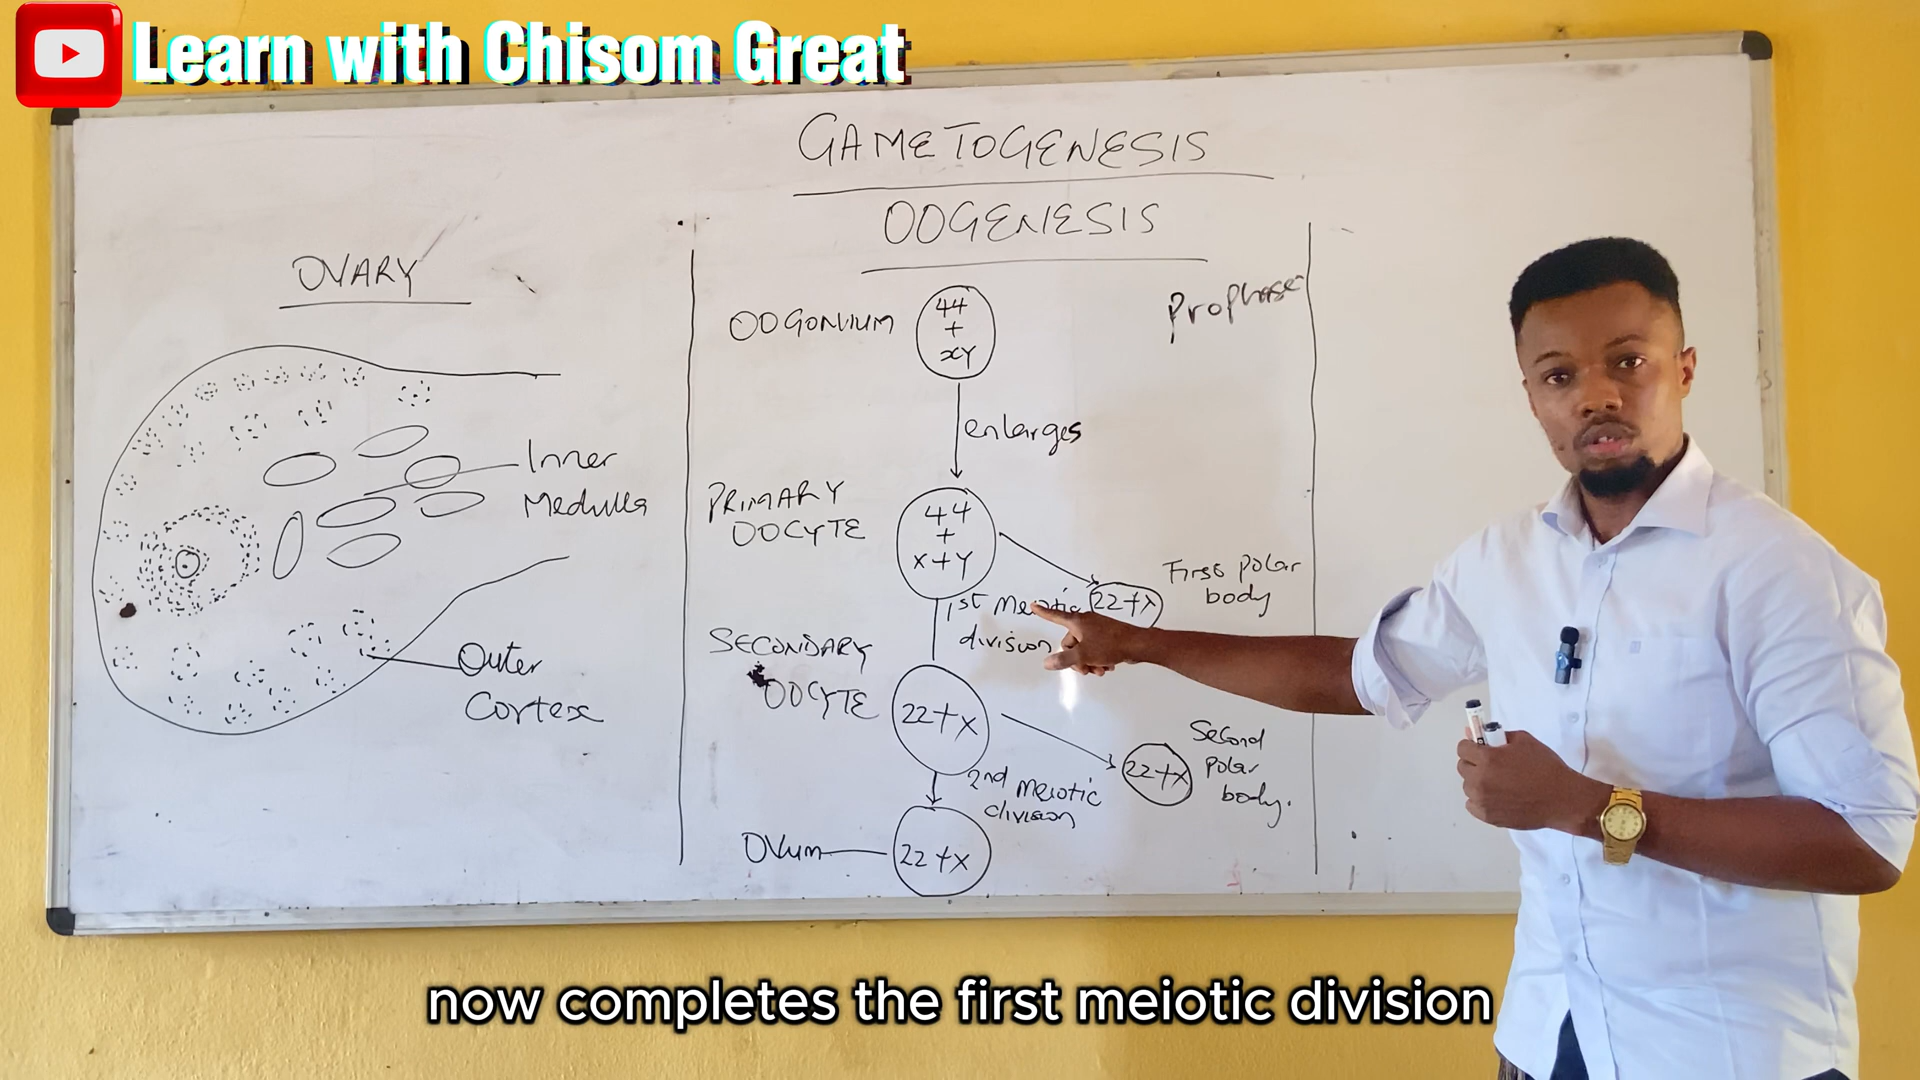 Learn with Chisom Great
GAMETOGENESIS
OOGENESIS
OVARY
Inner
Medulla
Outer
Cortex
OOGONIUM
44
+
xY
Prophase
enlarges
PRIMARY
OOCYTE
44
+
x+Y
First polar
body
22+x
1st Meiotic
division
SECONDARY
OOCYTE
22+x
Second
polar
body.
22+x
2nd Meiotic
division
Ovum
22+x
now completes the first meiotic division